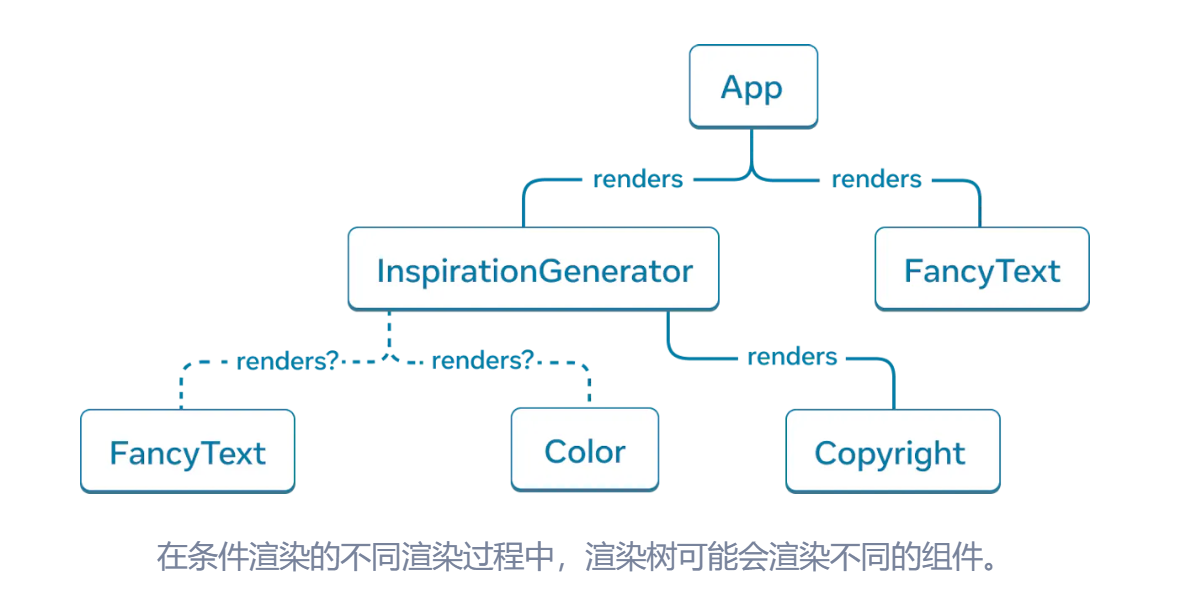 App
renders
renders
InspirationGenerator
FancyText
renders?
renders?
renders
FancyText
Color
Copyright
在条件渲染的不同渲染过程中，渲染树可能会渲染不同的组件。